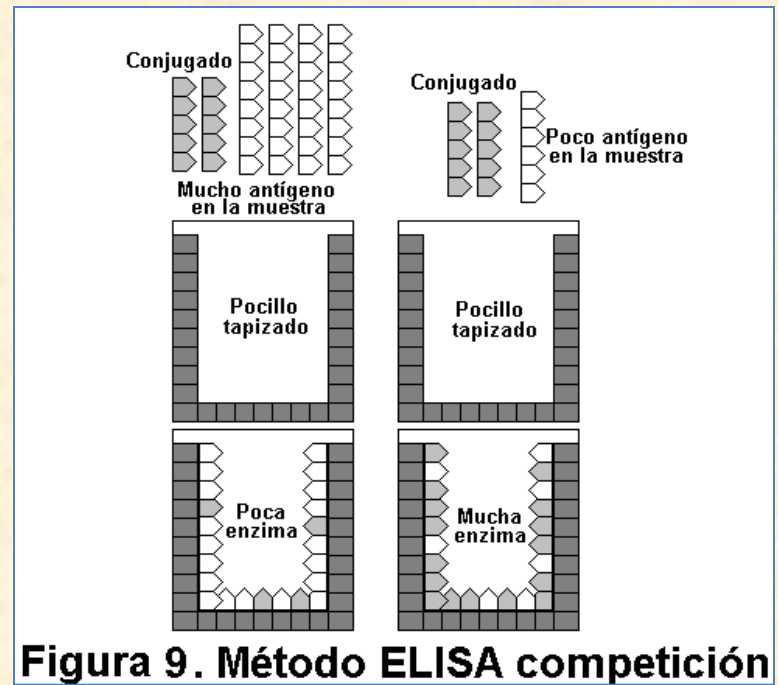 Conjugado
Mucho antígeno
en la muestra
Conjugado
Poco antígeno
en la muestra
Pocillo
tapizado
Pocillo
tapizado
Poca
enzima
Mucha
enzima
Figura 9. Método ELISA competición